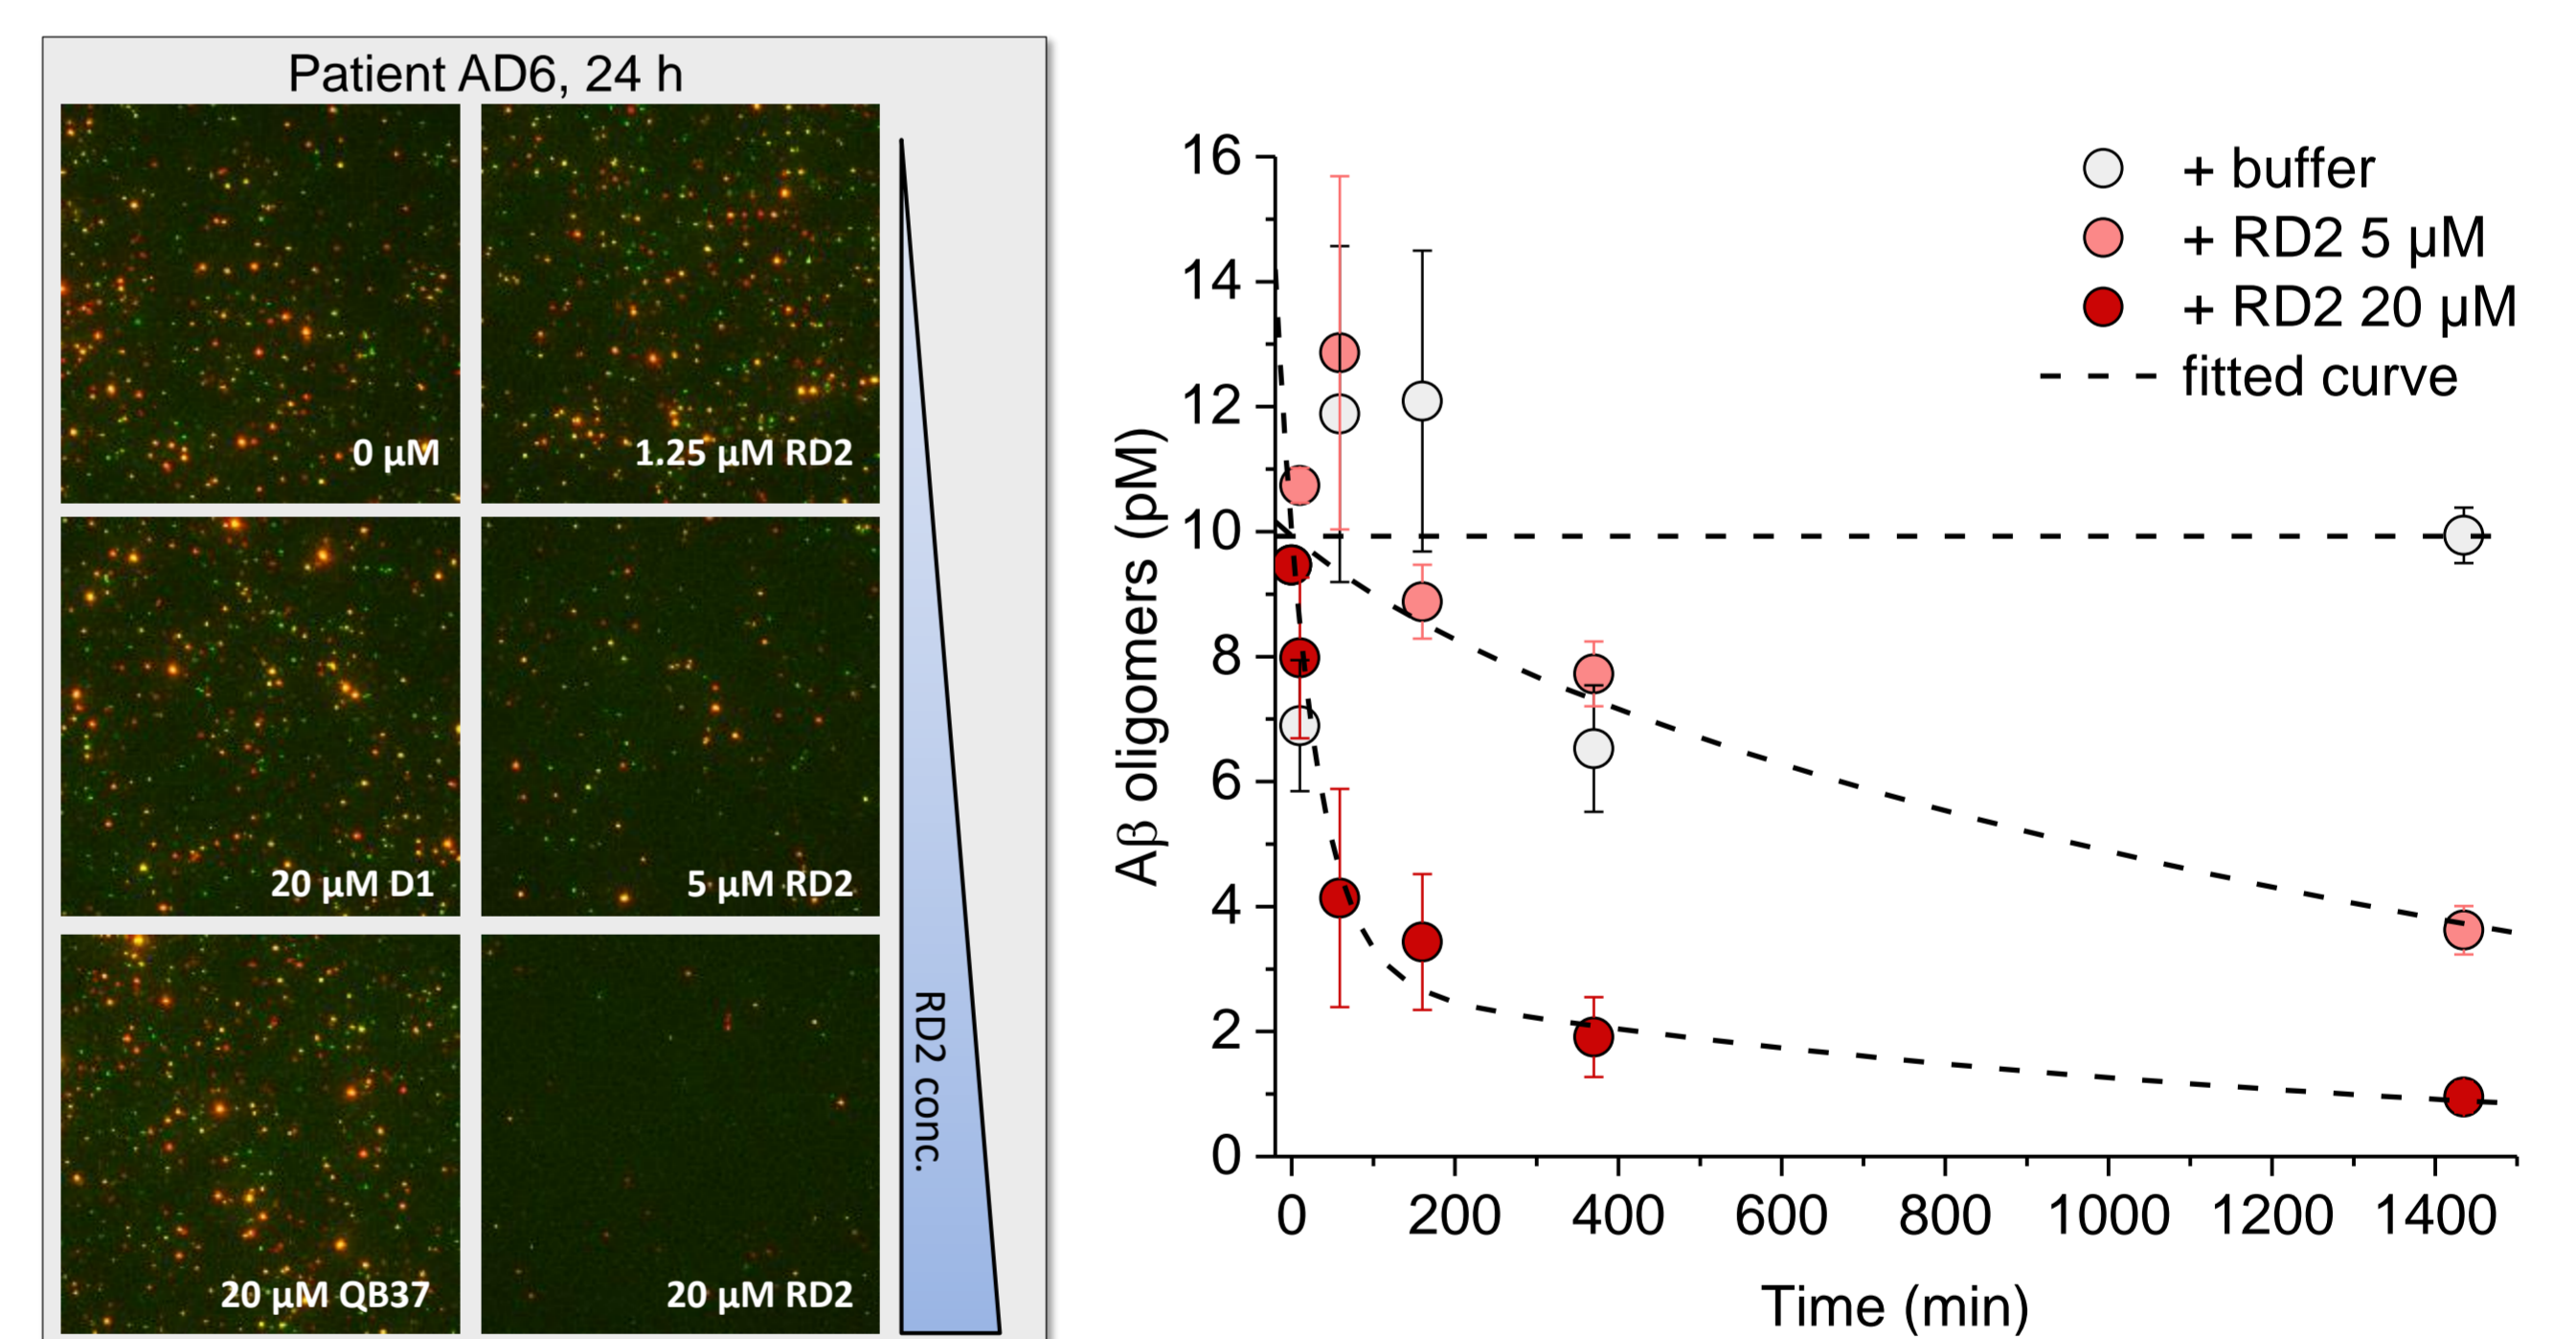 Patient AD6, 24 h
0 µM
1.25 µM RD2
20 µM D1
5 µM RD2
20 µM QB37
20 µM RD2
RD2 conc.
Aβ oligomers (pM)
16
14
12
10
8
6
4
2
0
+ buffer
+ RD2 5 µM
+ RD2 20 µM
fitted curve
0 200 400 600 800 1000 1200 1400
Time (min)